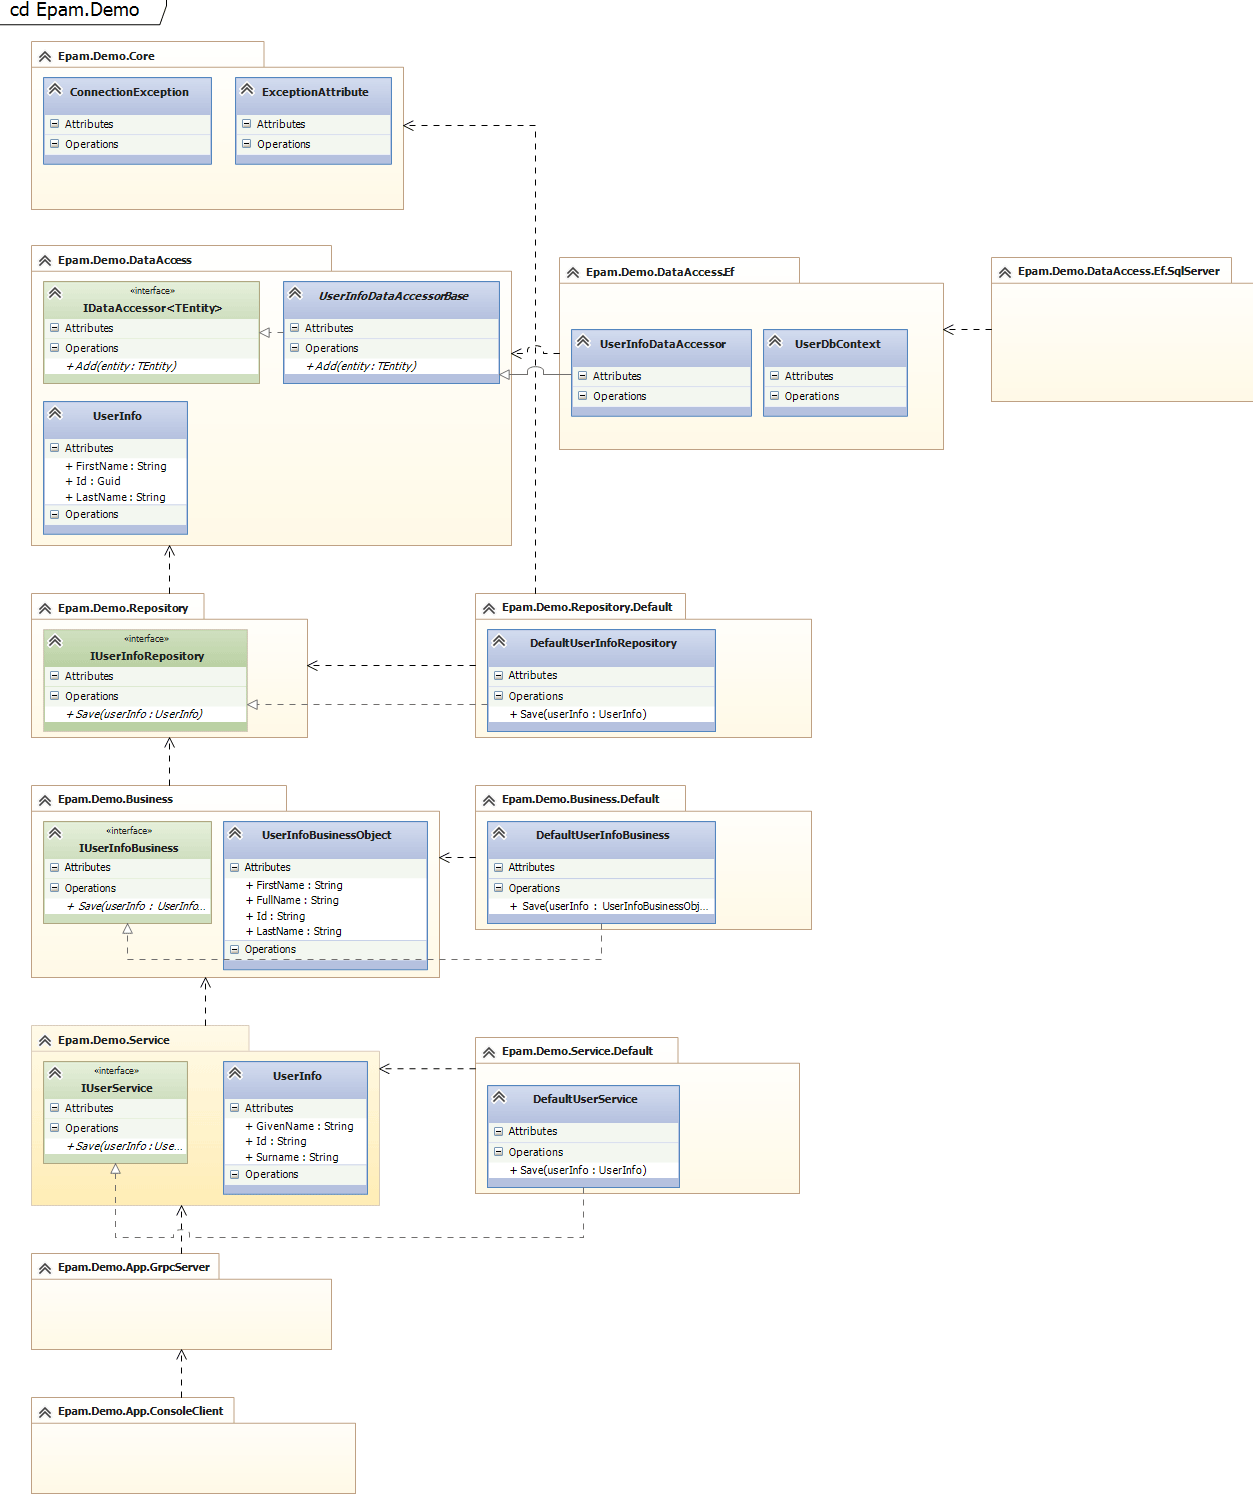 cd Epam.Demo
Epam.Demo.Core
ConnectionException
Attributes
Operations
ExceptionAttribute
Attributes
Operations
Epam.Demo.DataAccess
«interface»
IDataAccessor<TEntity>
Attributes
Operations
+ Add(entity : TEntity)
UserInfoDataAccessorBase
Attributes
Operations
+ Add(entity : TEntity)
UserInfo
Attributes
+ FirstName : String
+ Id : Guid
+ LastName : String
Operations
Epam.Demo.DataAccess.Ef
UserInfoDataAccessor
Attributes
Operations
UserDbContext
Attributes
Operations
Epam.Demo.DataAccess.Ef.SqlServer
Epam.Demo.Repository
«interface»
IUserInfoRepository
Attributes
Operations
+ Save(userInfo : UserInfo)
Epam.Demo.Repository.Default
DefaultUserInfoRepository
Attributes
Operations
+ Save(userInfo : UserInfo)
Epam.Demo.Business
«interface»
IUserInfoBusiness
Attributes
Operations
+ Save(userInfo : UserInfo...
UserInfoBusinessObject
Attributes
+ FirstName : String
+ FullName : String
+ Id : String
+ LastName : String
Operations
Epam.Demo.Business.Default
DefaultUserInfoBusiness
Attributes
Operations
+ Save(userInfo : UserInfoBusinessObj...
Epam.Demo.Service
«interface»
IUserService
Attributes
Operations
+ Save(userInfo : Use...
UserInfo
Attributes
+ GivenName : String
+ Id : String
+ Surname : String
Operations
Epam.Demo.Service.Default
DefaultUserService
Attributes
Operations
+ Save(userInfo : UserInfo)
Epam.Demo.App.GrpcServer
Epam.Demo.App.ConsoleClient